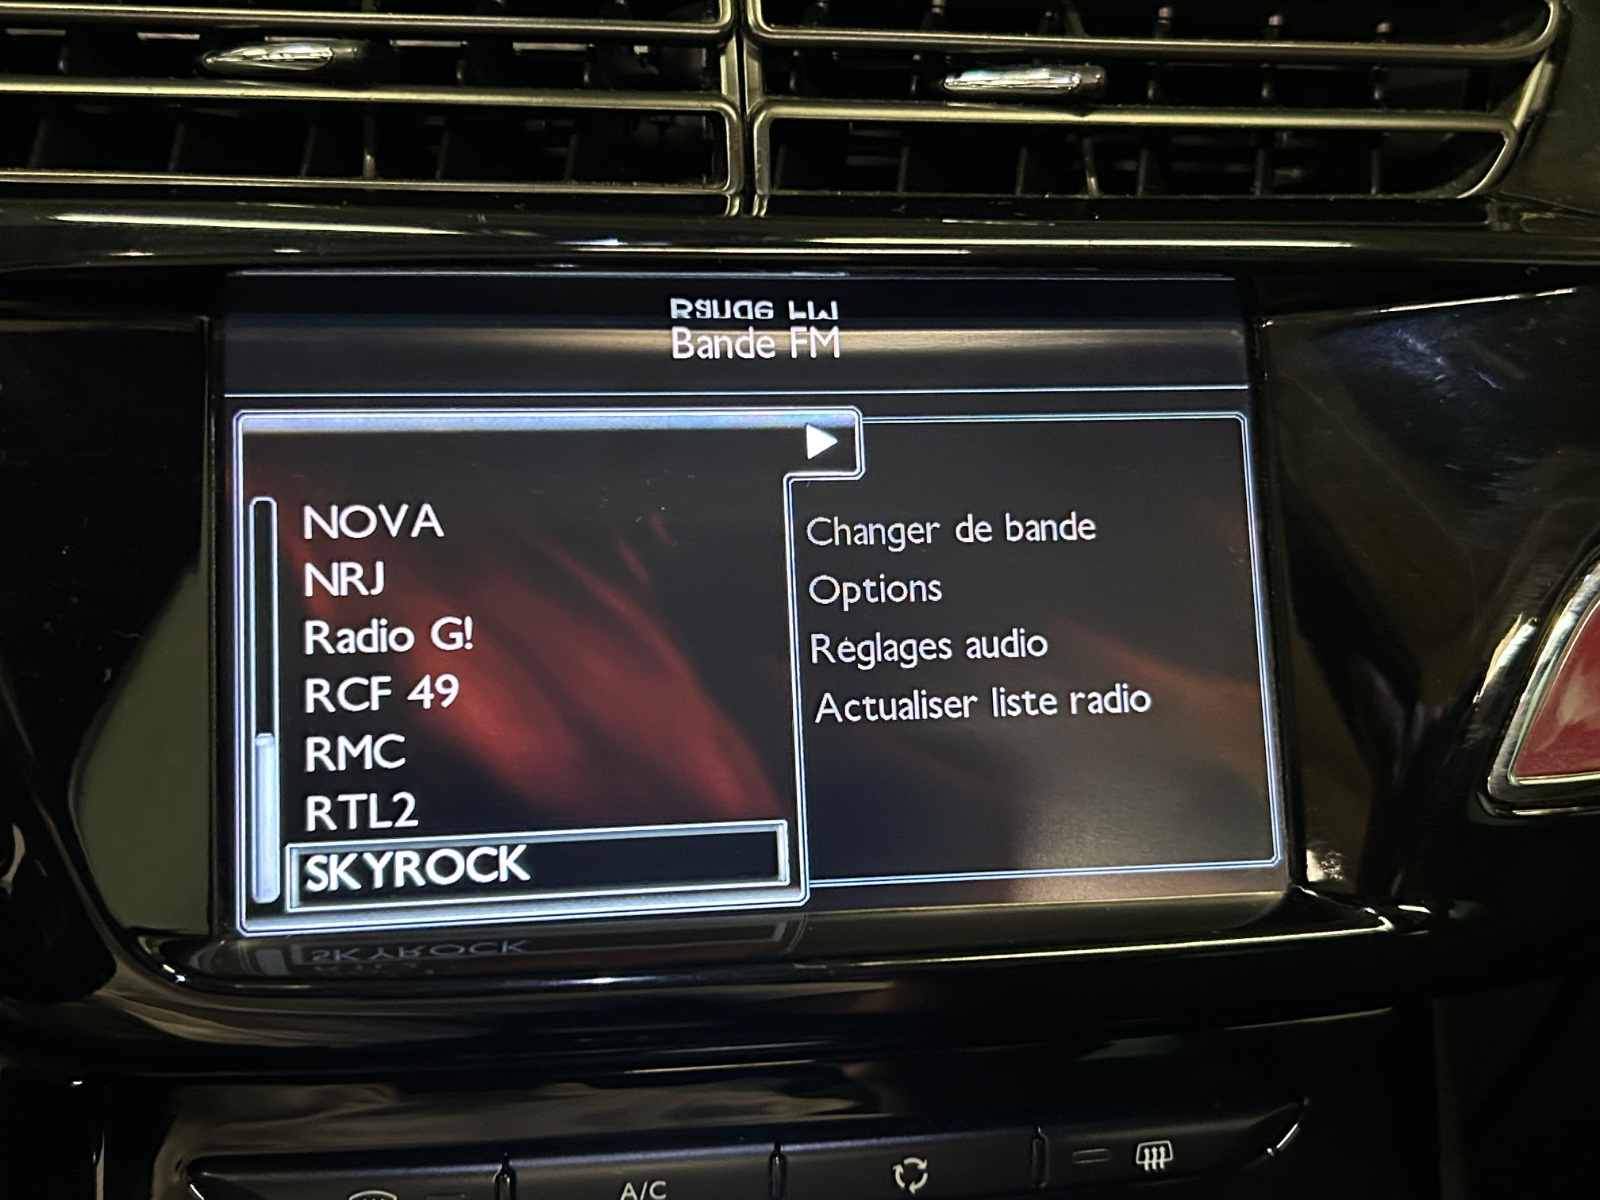 Bande FM
NOVA
NRJ
Radio G!
RCF 49
RMC
RTL2
SKYROCK
Changer de bande
Options
Réglages audio
Actualiser liste radio
A/C